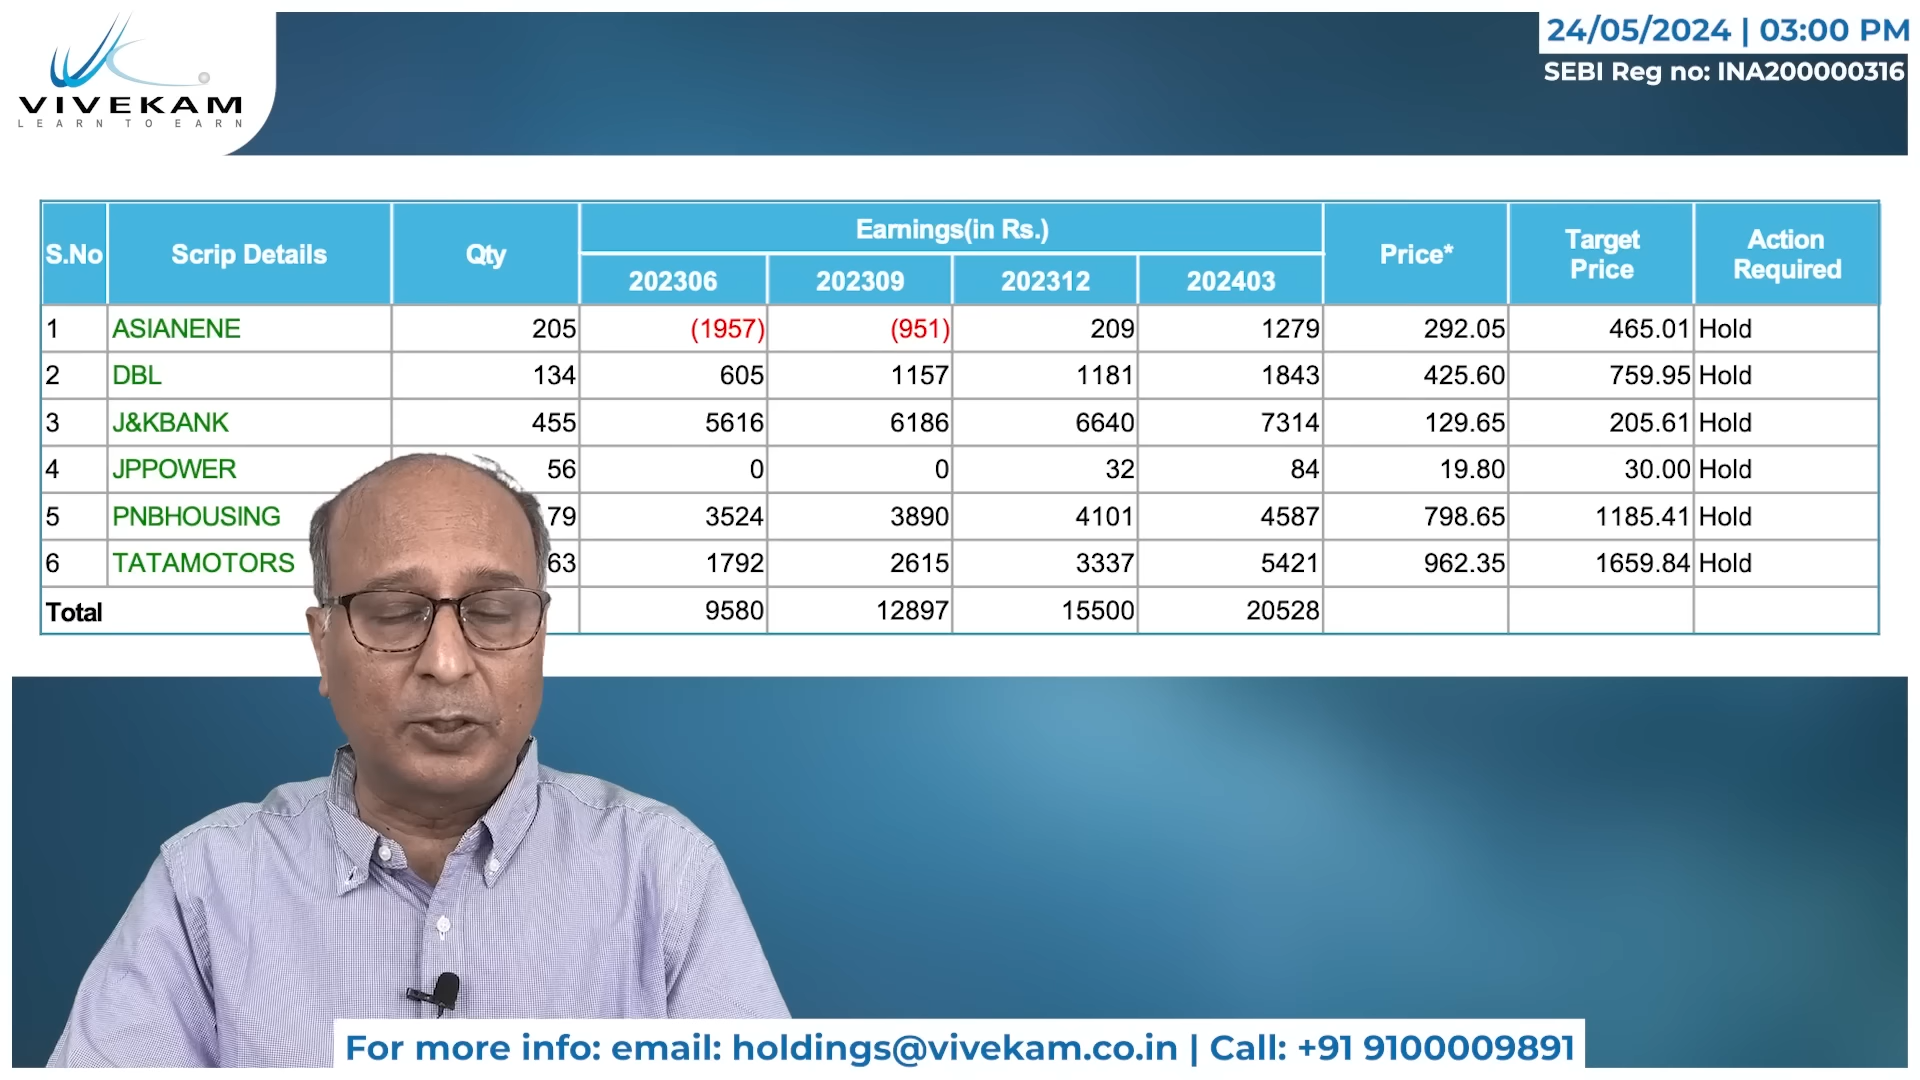 VIVEKAM
LEARN TO EARN
24/05/2024 | 03:00 PM
SEBI Reg no: INA200000316
S.No Scrip Details Qty Earnings(in Rs.) Price* Target Price Action Required
202306 202309 202312 202403
1 ASIANENE 205 (1957) (951) 209 1279 292.05 465.01 Hold
2 DBL 134 605 1157 1181 1843 425.60 759.95 Hold
3 J&KBANK 455 5616 6186 6640 7314 129.65 205.61 Hold
4 JPPOWER 56 0 0 32 84 19.80 30.00 Hold
5 PNBHOUSING 79 3524 3890 4101 4587 798.65 1185.41 Hold
6 TATAMOTORS 63 1792 2615 3337 5421 962.35 1659.84 Hold
Total 9580 12897 15500 20528
For more info: email: holdings@vivekam.co.in | Call: +91 9100009891